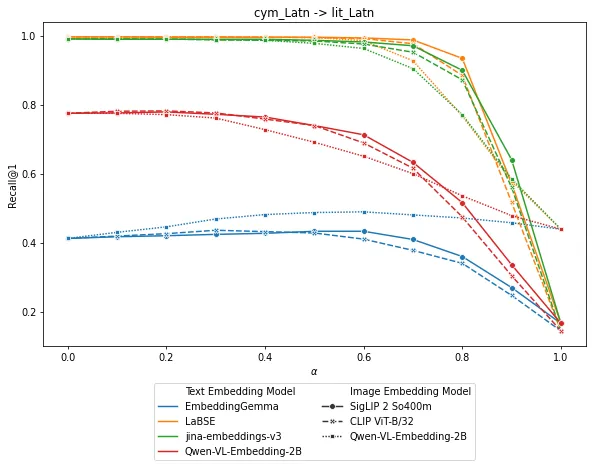 cym_Latn -> lit_Latn
Recall@1
1.0
0.8
0.6
0.4
0.2
0.0 0.2 0.4 0.6 0.8 1.0
α
Text Embedding Model
EmbeddingGemma
LaBSE
jina-embeddings-v3
Qwen-VL-Embedding-2B
Image Embedding Model
SigLIP 2 So400m
CLIP ViT-B/32
Qwen-VL-Embedding-2B